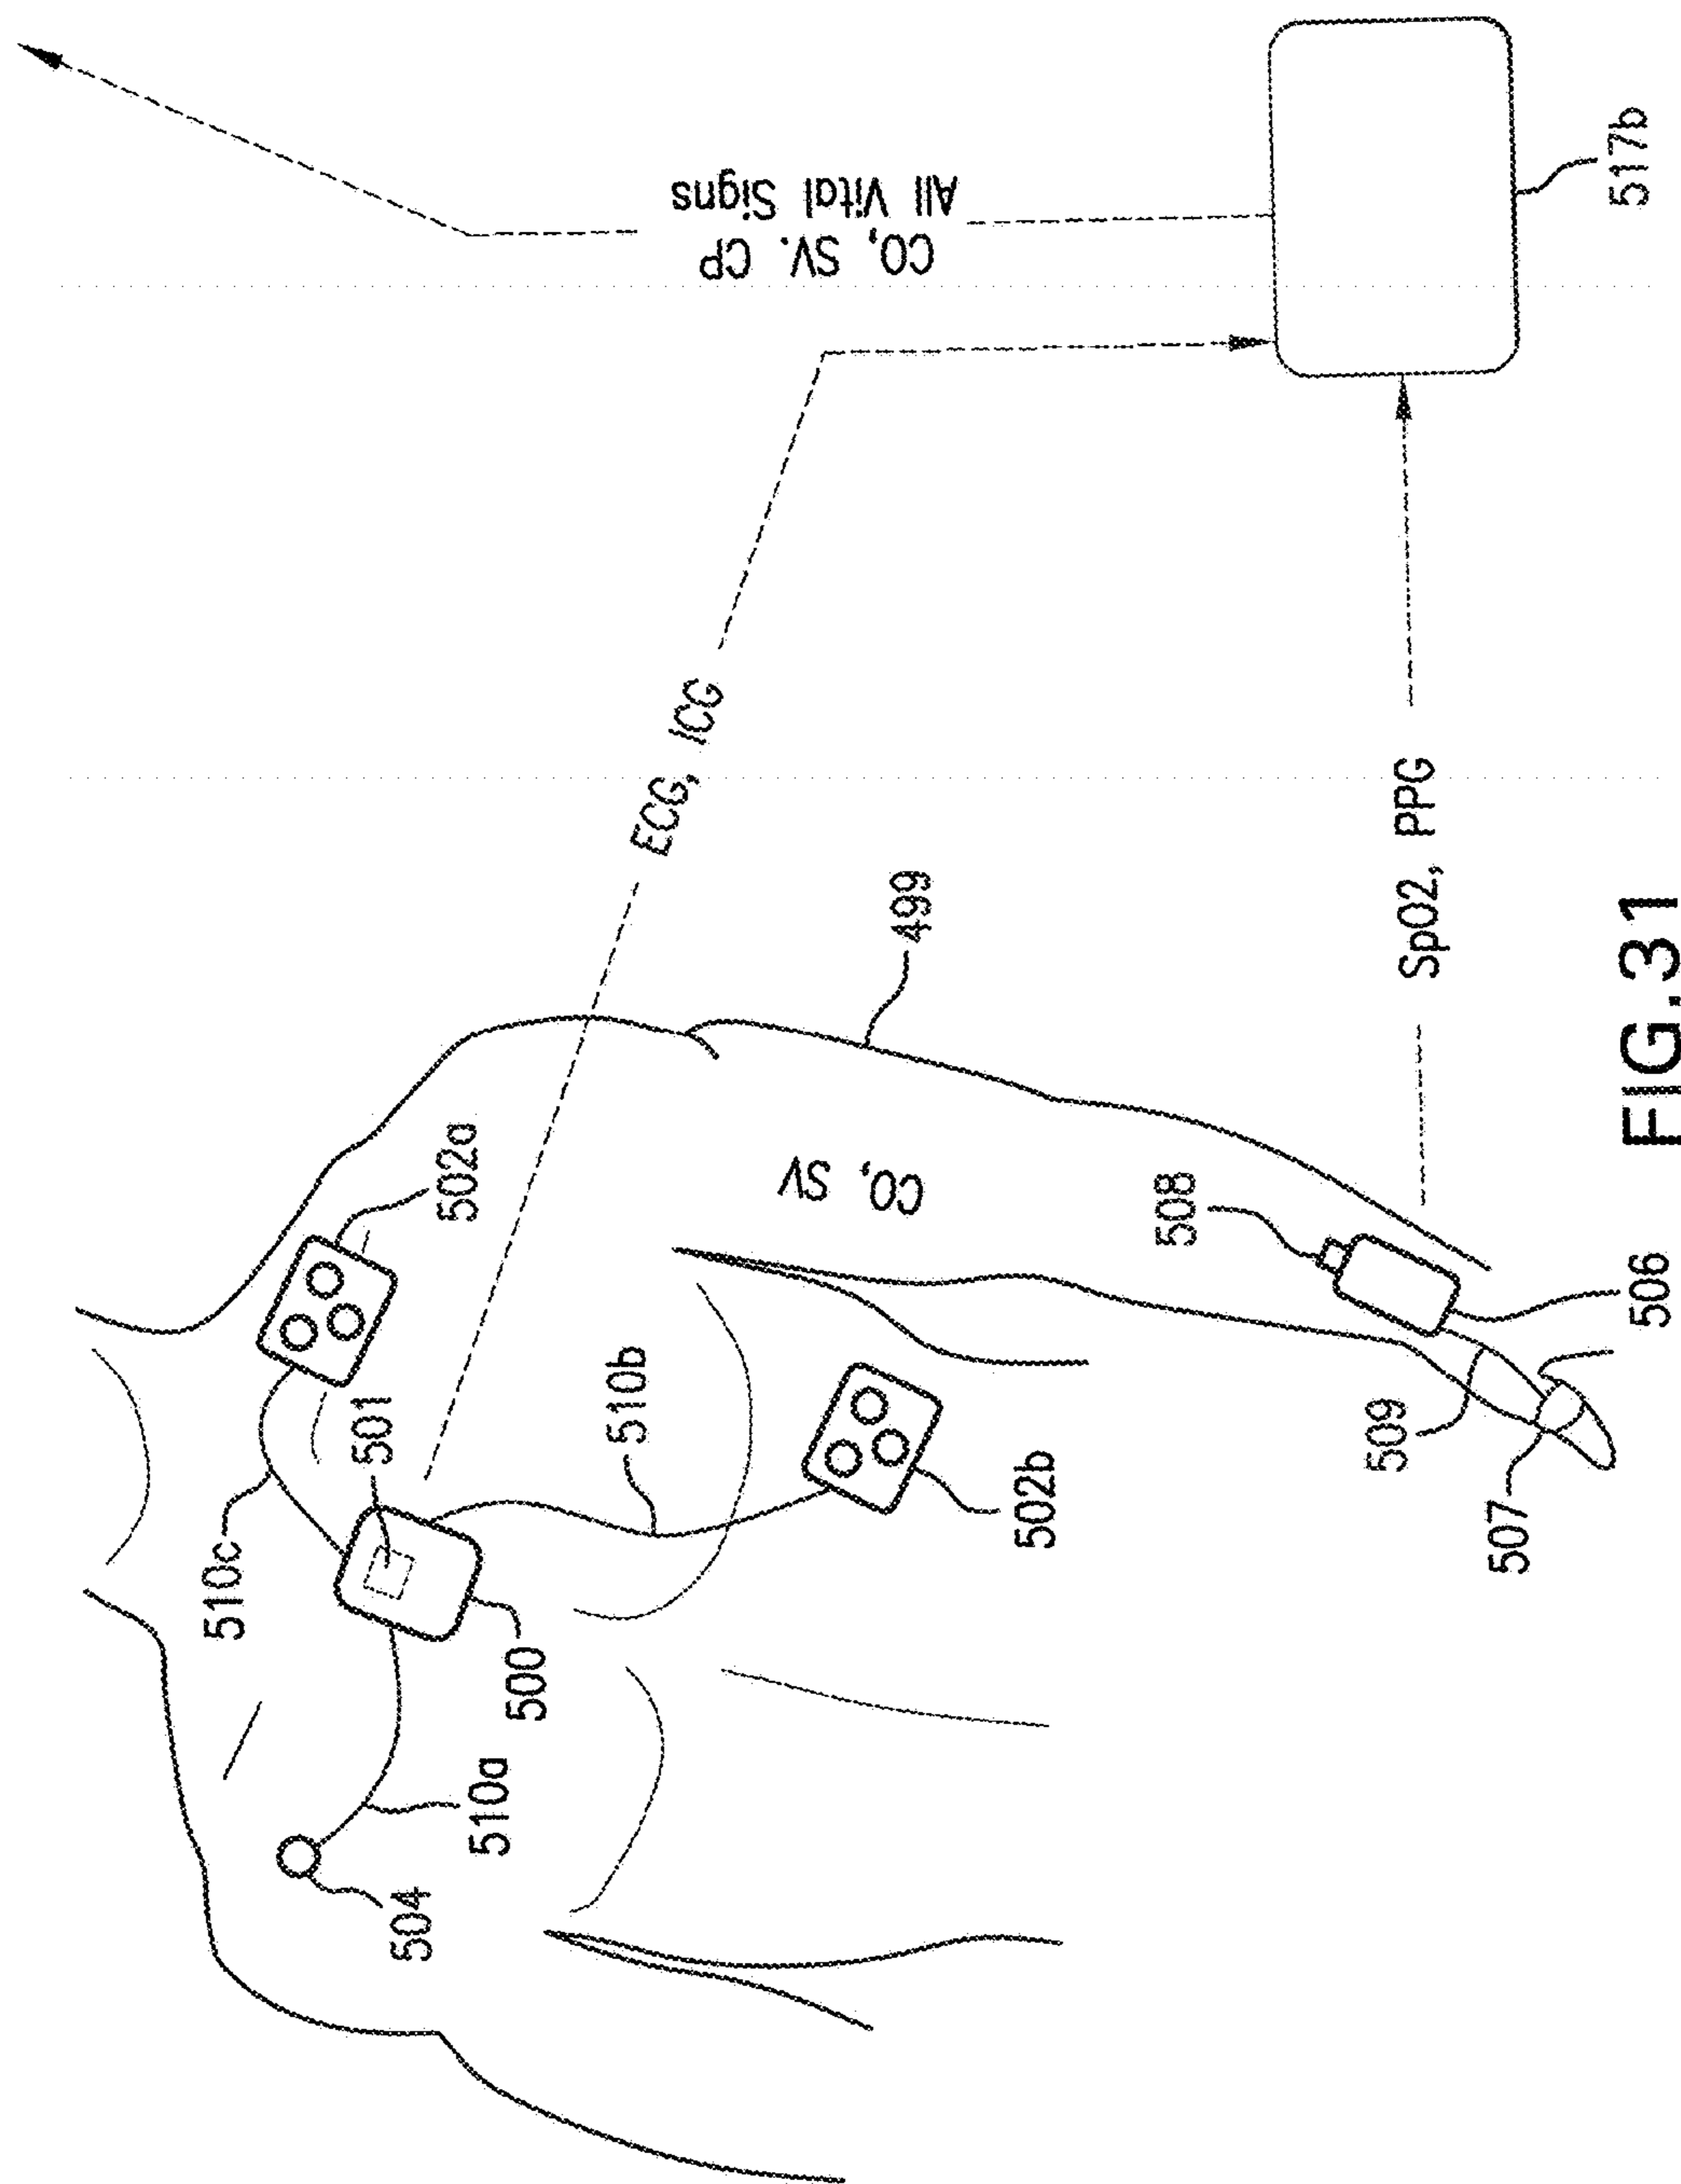 CO, SV. CP
All Vital Signs
517b
ECG, ICG
499
SpO2, PPG
502a
CO, SV
508
506
501
510b
509
507
502b
510c
500
510a
504
FIG.31